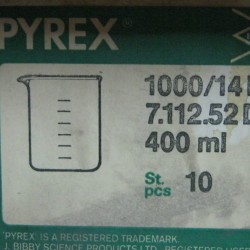 PYREX®
1000/14
7.112.52
400 ml
St.
pcs 10
"PYREX" IS A REGISTERED TRADEMARK
J. BIBBY SCIENCE PRODUCTS LTD. REGISTERED